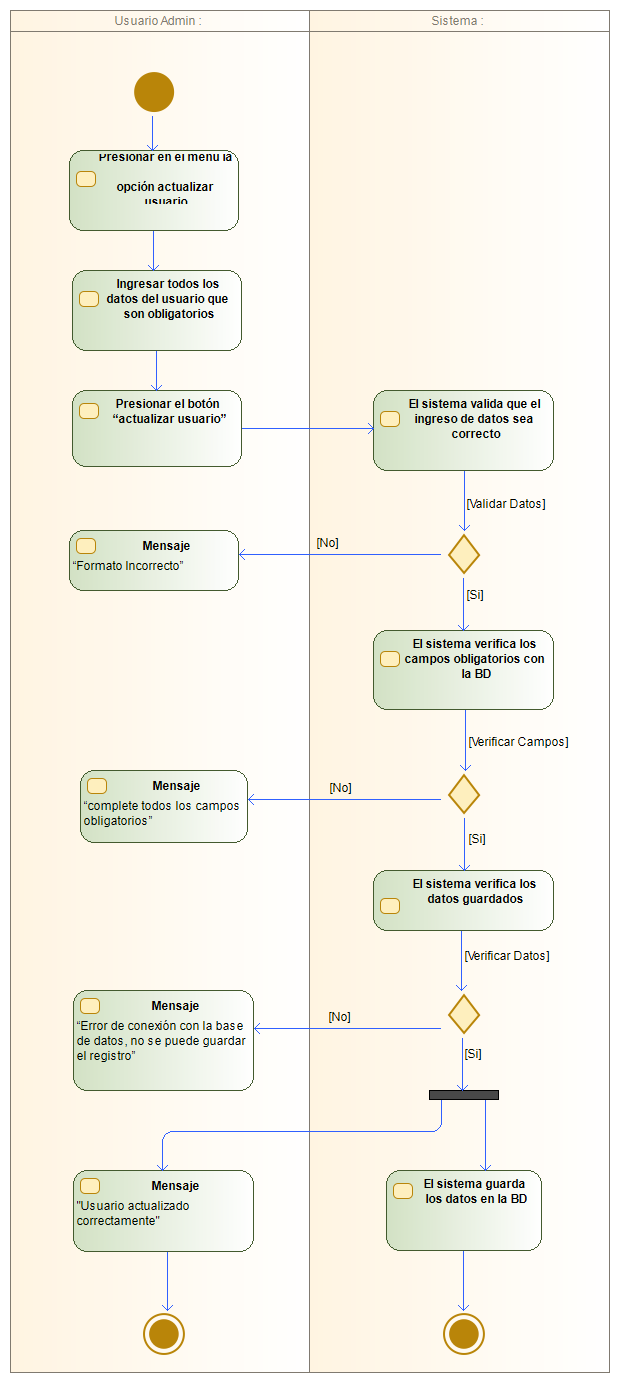 Usuario Admin :
Sistema :
Presionar en el menú la
opción actualizar
usuario
Ingresar todos los
datos del usuario que
son obligatorios
Presionar el botón
“actualizar usuario”
El sistema valida que el
ingreso de datos sea
correcto
[Validar Datos]
[No]
Mensaje
“Formato Incorrecto”
[Si]
El sistema verifica los
campos obligatorios con
la BD
[Verificar Campos]
[No]
Mensaje
“complete todos los campos
obligatorios”
[Si]
El sistema verifica los
datos guardados
[Verificar Datos]
[No]
Mensaje
“Error de conexión con la base
de datos, no se puede guardar
el registro”
[Si]
Mensaje
"Usuario actualizado
correctamente"
El sistema guarda
los datos en la BD